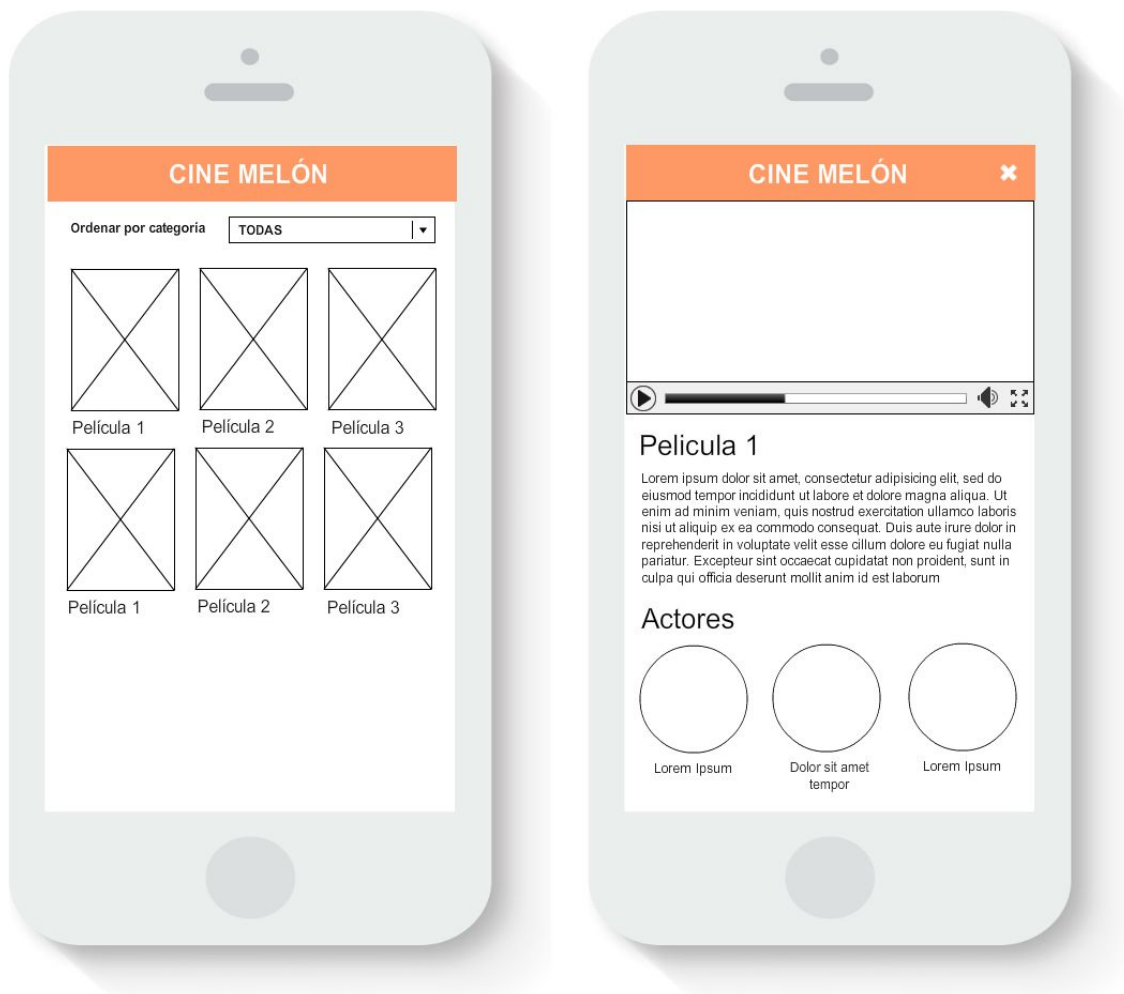 CINE MELÓN
Ordenar por categoria
TODAS
Película 1
Película 2
Película 3
Película 1
Película 2
Película 3
CINE MELÓN
Pelicula 1
Lorem ipsum dolor sit amet, consectetur adipisicing elit, sed do
eiusmod tempor incididunt ut labore et dolore magna aliqua. Ut
enim ad minim veniam, quis nostrud exercitation ullamco laboris
nisi ut aliquip ex ea commodo consequat. Duis aute irure dolor in
reprehenderit in voluptate velit esse cillum dolore eu fugiat nulla
pariatur. Excepteur sint occaecat cupidatat non proident, sunt in
culpa qui officia deserunt mollit anim id est laborum
Actores
Lorem Ipsum
Dolor sit amet
tempor
Lorem Ipsum